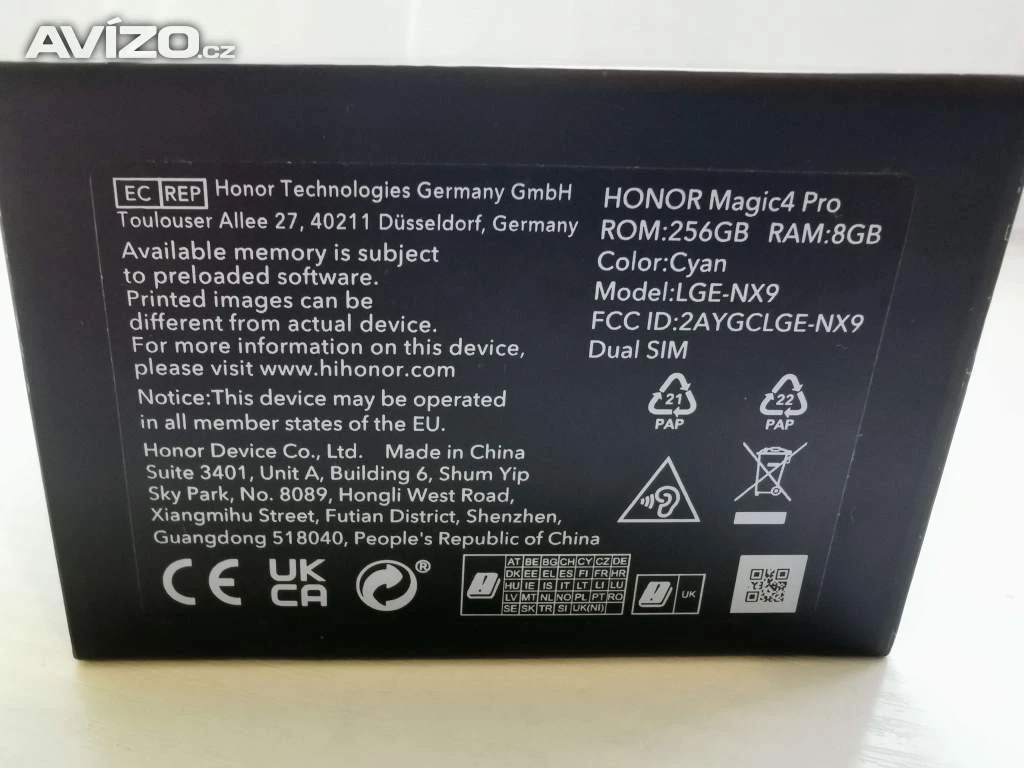 AVÍZO.cz
EC REP Honor Technologies Germany GmbH
Toulouser Allee 27, 40211 Düsseldorf, Germany
Available memory is subject
to preloaded software.
Printed images can be
different from actual device.
For more information on this device,
please visit www.hihonor.com
Notice:This device may be operated
in all member states of the EU.
Honor Device Co., Ltd. Made in China
Suite 3401, Unit A, Building 6, Shum Yip
Sky Park, No. 8089, Hongli West Road,
Xiangmihu Street, Futian District, Shenzhen,
Guangdong 518040, People's Republic of China
HONOR Magic4 Pro
ROM:256GB RAM:8GB
Color:Cyan
Model:LGE-NX9
FCC ID:2AYGCLGE-NX9
Dual SIM
21
PAP
22
PAP
CE
UK
CA
®
AT BE BG CH CY CZ DE
DK EE EL ES FI FR HR
HU IE IS IT LT LI LU
LV MT NL NO PL PT RO
SE SK TR SI UK(NI)
UK